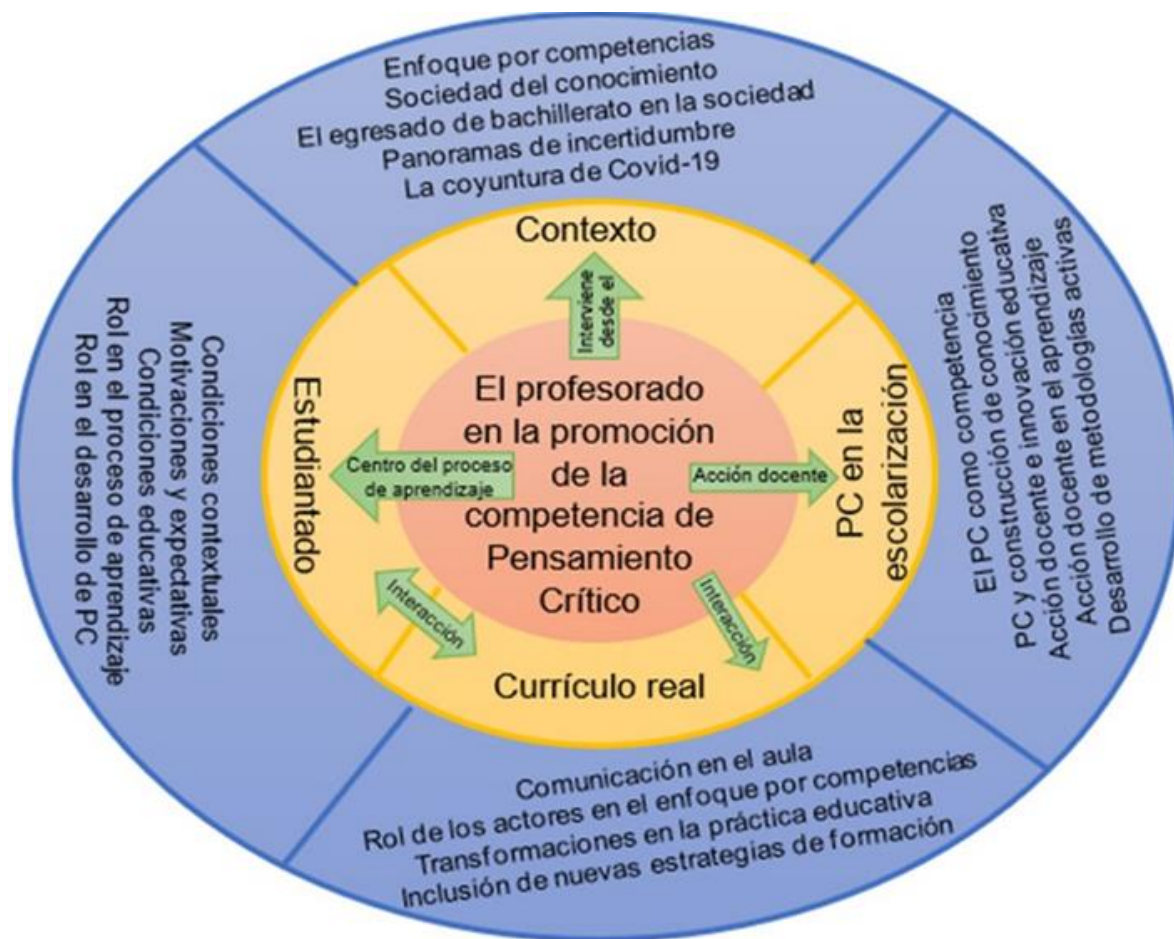 Enfoque por competencias
Sociedad del conocimiento
El egresado de bachillerato en la sociedad
Panoramas de incertidumbre
La coyuntura de Covid-19
Contexto
Interviene
desde el
El profesorado
en la promoción
de la
competencia de
Pensamiento
Crítico
Centro del proceso
de aprendizaje
Acción docente
Interacción
Interacción
Estudiantado
Condiciones contextuales
Motivaciones y expectativas
Condiciones educativas
Rol en el proceso de aprendizaje
Rol en el desarrollo de PC
PC en la
escolarización
El PC como competencia
PC y construcción de conocimiento
Acción docente e innovación educativa
Acción docente en el aprendizaje
Desarrollo de metodologías activas
Currículo real
Comunicación en el aula
Rol de los actores en el enfoque por competencias
Transformaciones en la práctica educativa
Inclusión de nuevas estrategias de formación